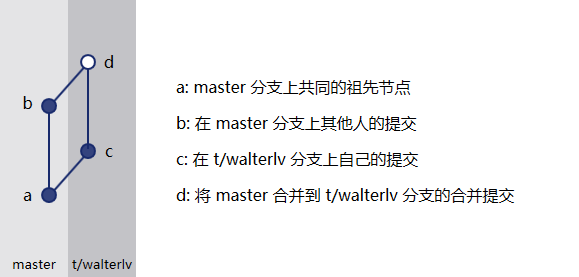 d
b
c
a
master t/walterlv
a: master 分支上共同的祖先节点
b: 在 master 分支上其他人的提交
c: 在 t/walterlv 分支上自己的提交
d: 将 master 合并到 t/walterlv 分支的合并提交